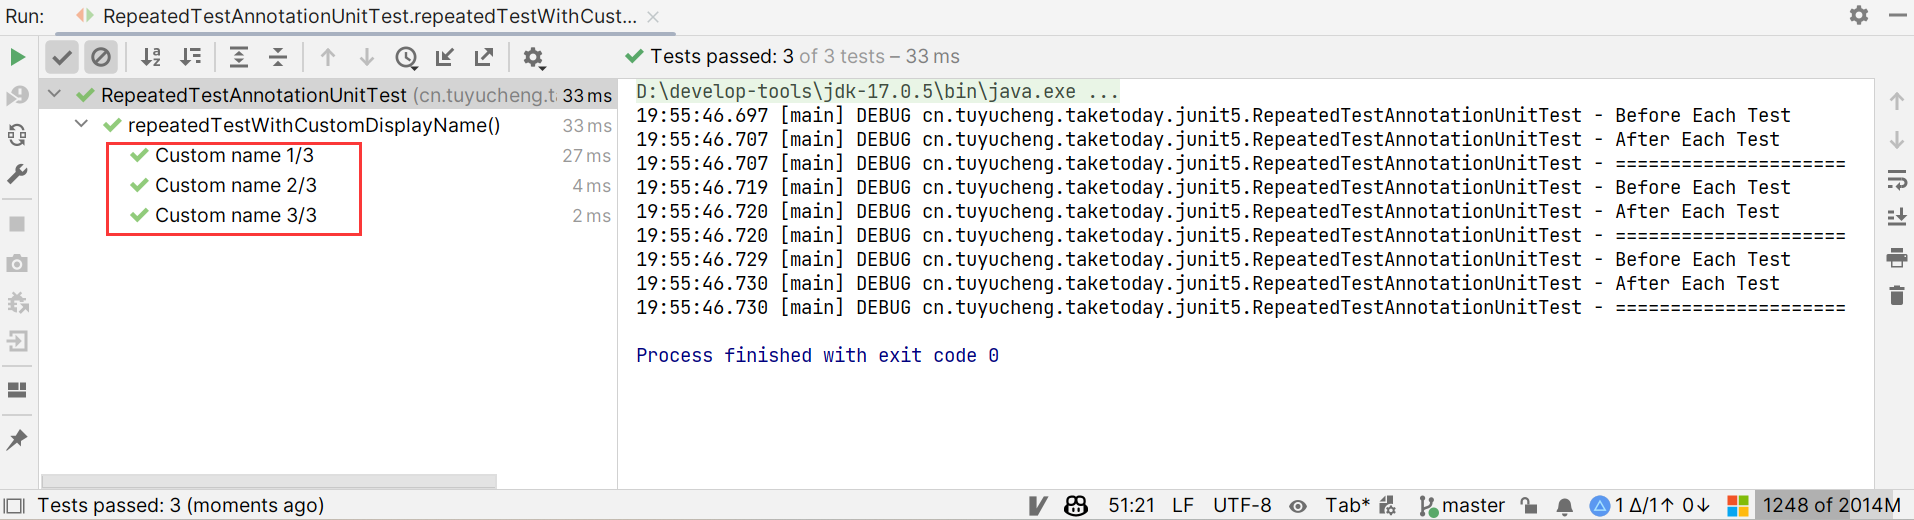 Run: RepeatedTestAnnotationUnitTest.repeatedTestWithCust...
Tests passed: 3 of 3 tests – 33 ms
RepeatedTestAnnotationUnitTest (cn.tuyucheng.ta 33 ms
repeatedTestWithCustomDisplayName() 33 ms
Custom name 1/3 27 ms
Custom name 2/3 4 ms
Custom name 3/3 2 ms
D:\develop-tools\jdk-17.0.5\bin\java.exe ...
19:55:46.697 [main] DEBUG cn.tuyucheng.taketoday.junit5.RepeatedTestAnnotationUnitTest - Before Each Test
19:55:46.707 [main] DEBUG cn.tuyucheng.taketoday.junit5.RepeatedTestAnnotationUnitTest - After Each Test
19:55:46.707 [main] DEBUG cn.tuyucheng.taketoday.junit5.RepeatedTestAnnotationUnitTest - =====================
19:55:46.719 [main] DEBUG cn.tuyucheng.taketoday.junit5.RepeatedTestAnnotationUnitTest - Before Each Test
19:55:46.720 [main] DEBUG cn.tuyucheng.taketoday.junit5.RepeatedTestAnnotationUnitTest - After Each Test
19:55:46.720 [main] DEBUG cn.tuyucheng.taketoday.junit5.RepeatedTestAnnotationUnitTest - =====================
19:55:46.729 [main] DEBUG cn.tuyucheng.taketoday.junit5.RepeatedTestAnnotationUnitTest - Before Each Test
19:55:46.730 [main] DEBUG cn.tuyucheng.taketoday.junit5.RepeatedTestAnnotationUnitTest - After Each Test
19:55:46.730 [main] DEBUG cn.tuyucheng.taketoday.junit5.RepeatedTestAnnotationUnitTest - =====================
Process finished with exit code 0
Tests passed: 3 (moments ago) 51:21 LF UTF-8 Tab* master 1 Δ/1↑ 0↓ 1248 of 2014M